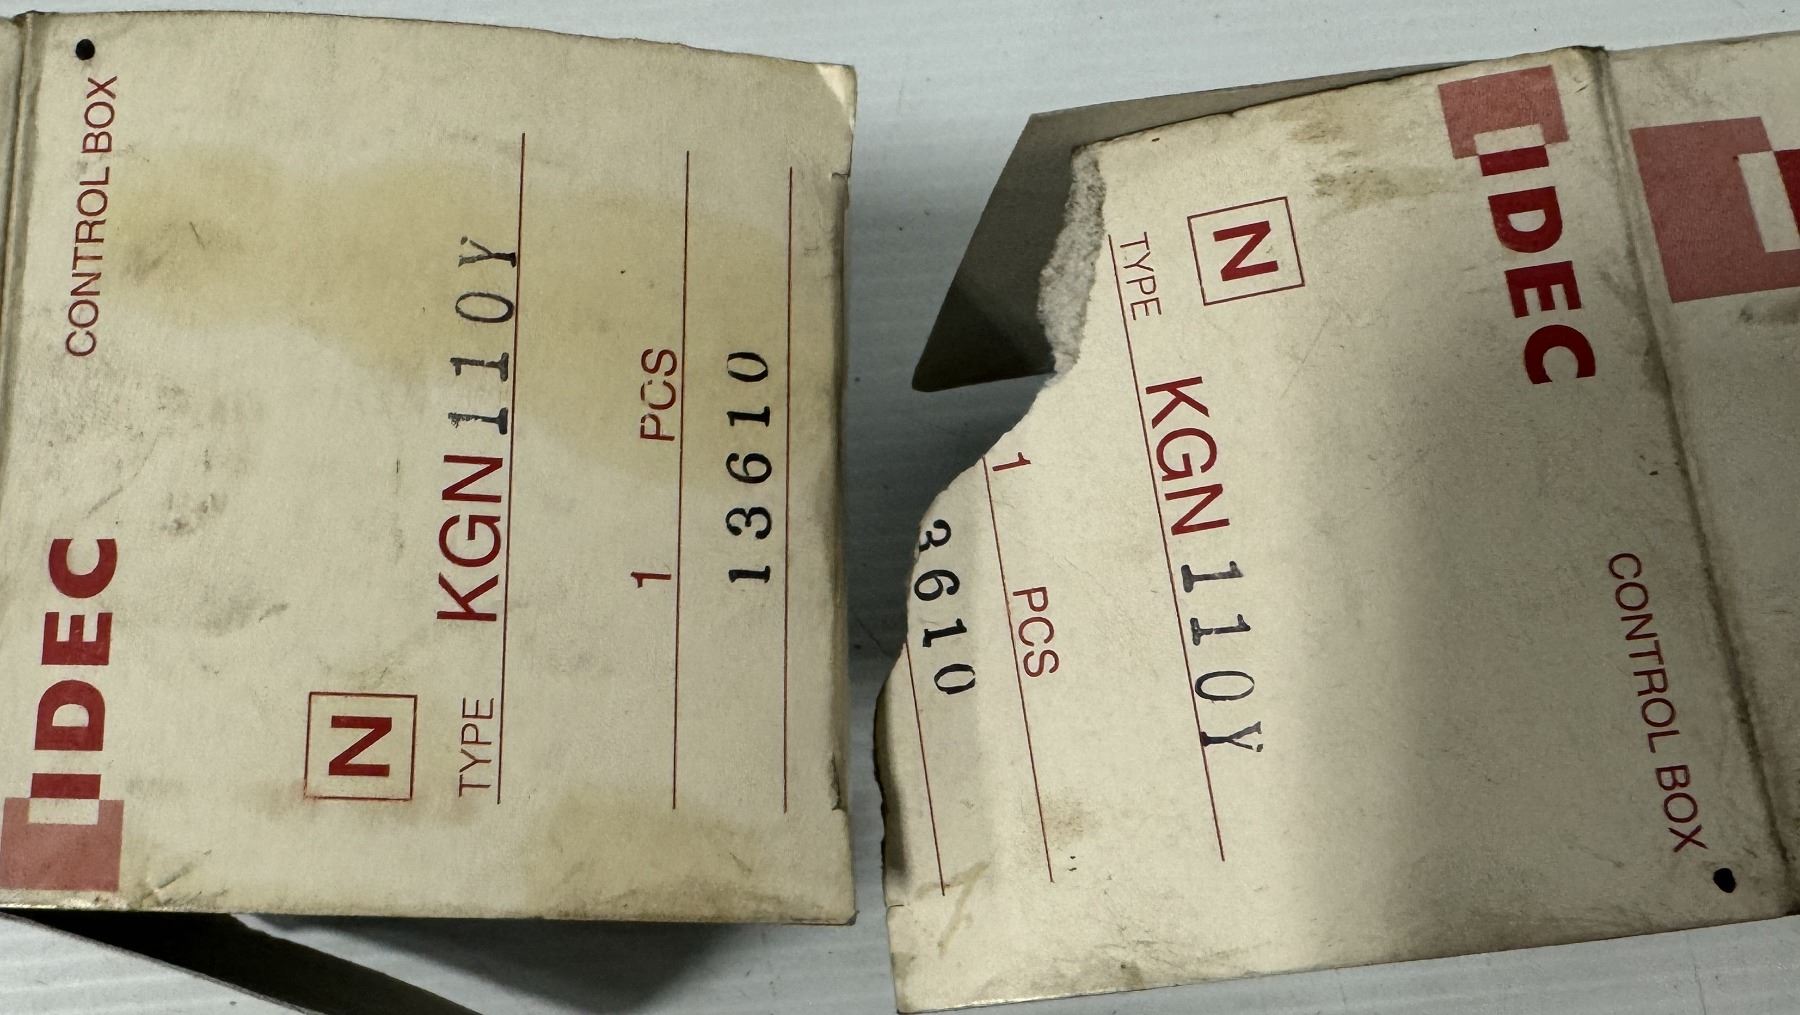 IDEC
CONTROL BOX
N
TYPE KGN110Y
1 PCS
13610
IDEC
CONTROL BOX
N
TYPE KGN110Y
1 PCS
3610